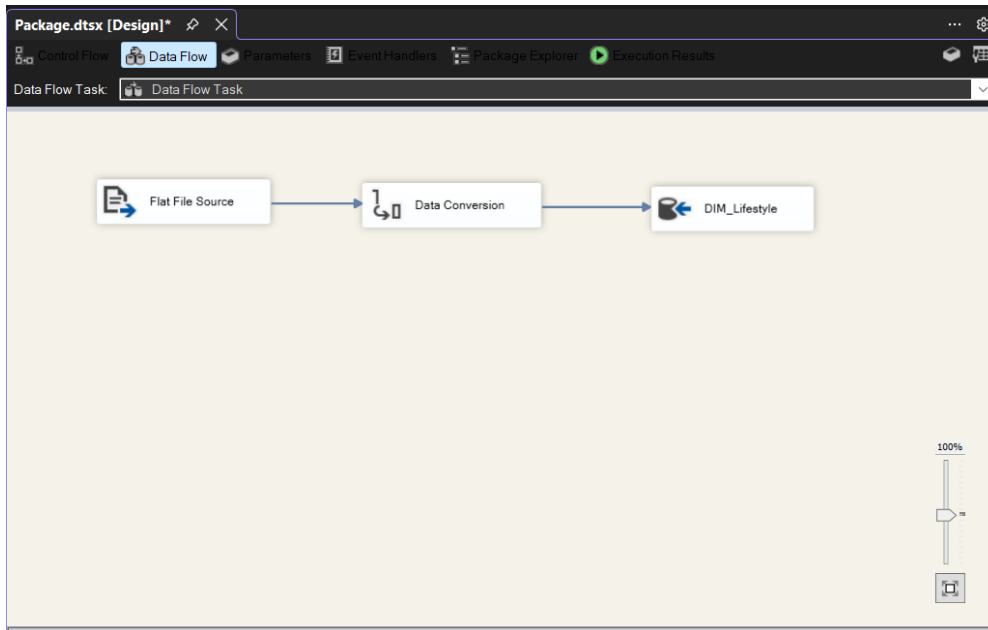 Package.dtsx [Design]*
Control Flow Data Flow Parameters Event Handlers Package Explorer Execution Results
Data Flow Task: Data Flow Task
Flat File Source
Data Conversion
DIM_Lifestyle
100%